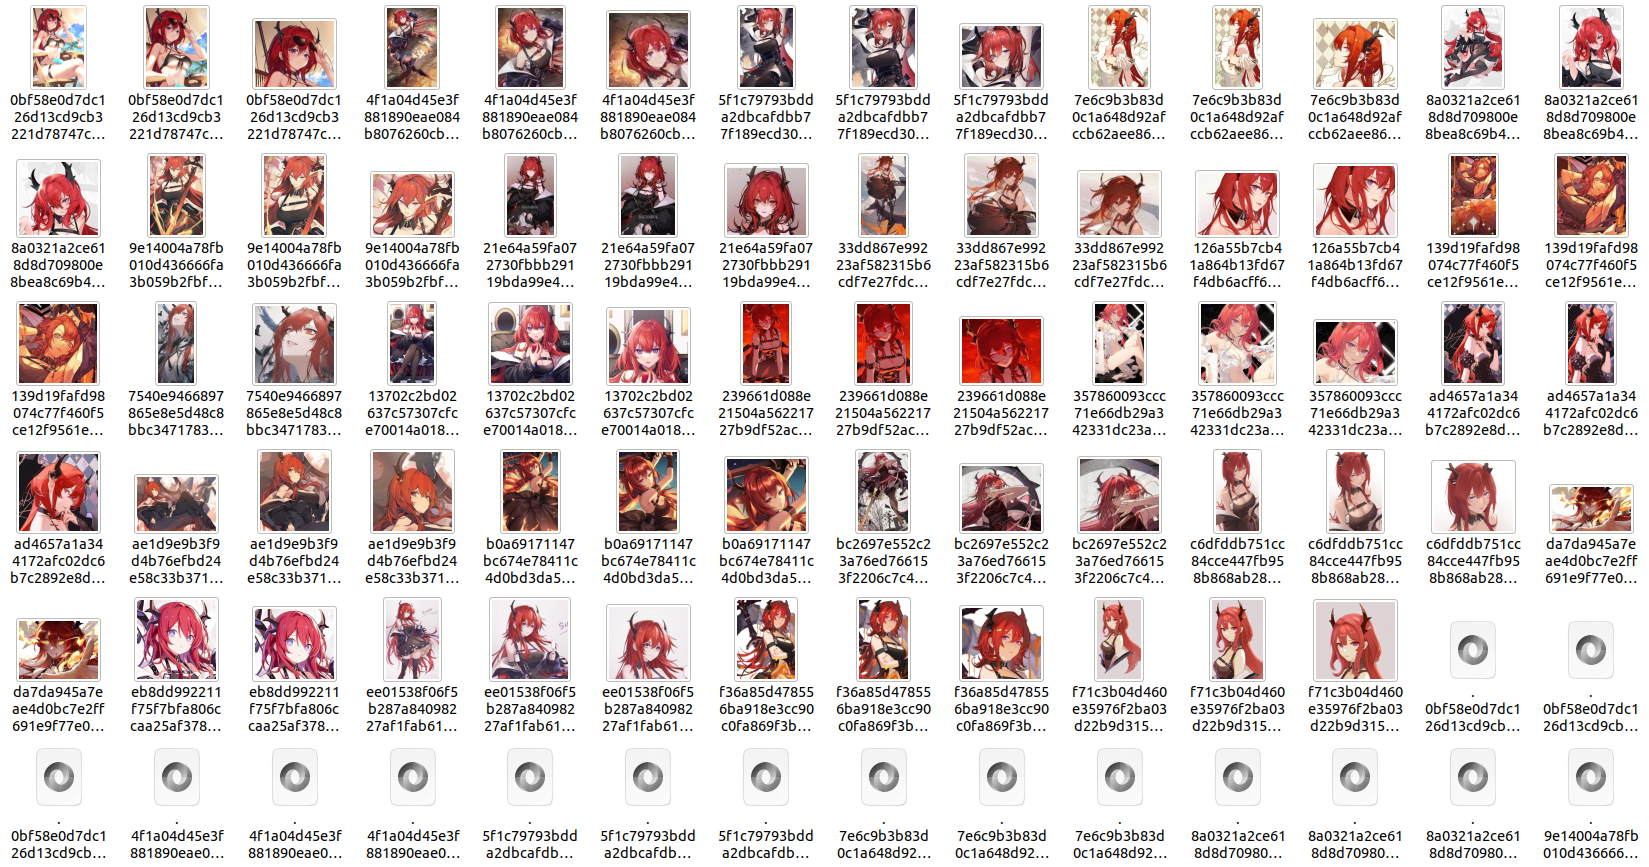 0bf58e0d7dc1 0bf58e0d7dc1 0bf58e0d7dc1 4f1a04d45e3f 4f1a04d45e3f 4f1a04d45e3f 5f1c79793bdd 5f1c79793bdd 5f1c79793bdd 7e6c9b3b83d 7e6c9b3b83d 7e6c9b3b83d 8a0321a2ce61 8a0321a2ce61
26d13cd9cb3 26d13cd9cb3 26d13cd9cb3 881890eae084 881890eae084 881890eae084 a2dbcafdbb7 a2dbcafdbb7 a2dbcafdbb7 0c1a648d92af 0c1a648d92af 0c1a648d92af 8d8d709800e 8d8d709800e
221d78747c... 221d78747c... 221d78747c... b8076260cb... b8076260cb... b8076260cb... 7f189ecd30... 7f189ecd30... 7f189ecd30... ccb62aee86... ccb62aee86... ccb62aee86... 8bea8c69b4... 8bea8c69b4...
8a0321a2ce61 9e14004a78fb 9e14004a78fb 9e14004a78fb 21e64a59fa07 21e64a59fa07 21e64a59fa07 33dd867e992 33dd867e992 33dd867e992 126a55b7cb4 126a55b7cb4 139d19fafd98 139d19fafd98
8d8d709800e 010d436666fa 010d436666fa 010d436666fa 2730fbbb291 2730fbbb291 2730fbbb291 23af582315b6 23af582315b6 23af582315b6 1a864b13fd67 1a864b13fd67 074c77f460f5 074c77f460f5
8bea8c69b4... 3b059b2fbf... 3b059b2fbf... 3b059b2fbf... 19bda99e4... 19bda99e4... 19bda99e4... cdf7e27fdc... cdf7e27fdc... cdf7e27fdc... f4db6acff6... f4db6acff6... ce12f9561e... ce12f9561e...
139d19fafd98 7540e9466897 7540e9466897 13702c2bd02 13702c2bd02 13702c2bd02 239661d088e 239661d088e 239661d088e 357860093ccc 357860093ccc 357860093ccc ad4657a1a34 ad4657a1a34
074c77f460f5 865e8e5d48c8 865e8e5d48c8 637c57307cfc 637c57307cfc 637c57307cfc 21504a562217 21504a562217 21504a562217 71e66db29a3 71e66db29a3 71e66db29a3 4172afc02dc6 4172afc02dc6
ce12f9561e... bbc3471783... bbc3471783... e70014a018... e70014a018... e70014a018... 27b9df52ac... 27b9df52ac... 27b9df52ac... 42331dc23a... 42331dc23a... 42331dc23a... b7c2892e8d... b7c2892e8d...
ad4657a1a34 ae1d9e9b3f9 ae1d9e9b3f9 ae1d9e9b3f9 b0a69171147 b0a69171147 b0a69171147 bc2697e552c2 bc2697e552c2 bc2697e552c2 c6dfddb751cc c6dfddb751cc c6dfddb751cc da7da945a7e
4172afc02dc6 d4b76efbd24 d4b76efbd24 d4b76efbd24 bc674e78411c bc674e78411c bc674e78411c 3a76ed76615 3a76ed76615 3a76ed76615 84cce447fb95 84cce447fb95 84cce447fb95 ae4d0bc7e2ff
b7c2892e8d... e58c33b371... e58c33b371... e58c33b371... 4d0bd3da5... 4d0bd3da5... 4d0bd3da5... 3f2206c7c4... 3f2206c7c4... 3f2206c7c4... 8b868ab28... 8b868ab28... 8b868ab28... 691e9f77e0...
da7da945a7e eb8dd992211 eb8dd992211 ee01538f06f5 ee01538f06f5 ee01538f06f5 f36a85d47855 f36a85d47855 f36a85d47855 f71c3b04d460 f71c3b04d460 f71c3b04d460 . .
ae4d0bc7e2ff f75f7bfa806c f75f7bfa806c b287a840982 b287a840982 b287a840982 6ba918e3cc90 6ba918e3cc90 6ba918e3cc90 e35976f2ba03 e35976f2ba03 e35976f2ba03 0bf58e0d7dc1 0bf58e0d7dc1
691e9f77e0... caa25af378... caa25af378... 27af1fab61... 27af1fab61... 27af1fab61... c0fa869f3b... c0fa869f3b... c0fa869f3b... d22b9d315... d22b9d315... d22b9d315... 26d13cd9cb... 26d13cd9cb...
. . . . . . . . . . . . . .
0bf58e0d7dc1 4f1a04d45e3f 4f1a04d45e3f 4f1a04d45e3f 5f1c79793bdd 5f1c79793bdd 5f1c79793bdd 7e6c9b3b83d 7e6c9b3b83d 7e6c9b3b83d 8a0321a2ce61 8a0321a2ce61 8a0321a2ce61 9e14004a78fb
26d13cd9cb... 881890eae0... 881890eae0... 881890eae0... a2dbcafdb... a2dbcafdb... a2dbcafdb... 0c1a648d92... 0c1a648d92... 0c1a648d92... 8d8d70980... 8d8d70980... 8d8d70980... 010d436666...